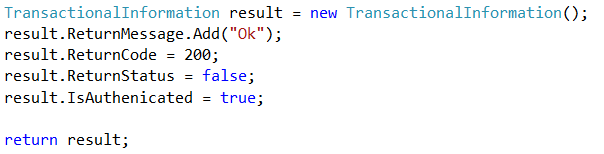 TransactionalInformation result = new TransactionalInformation();
result.ReturnMessage.Add("Ok");
result.ReturnCode = 200;
result.ReturnStatus = false;
result.IsAuthenicated = true;
return result;